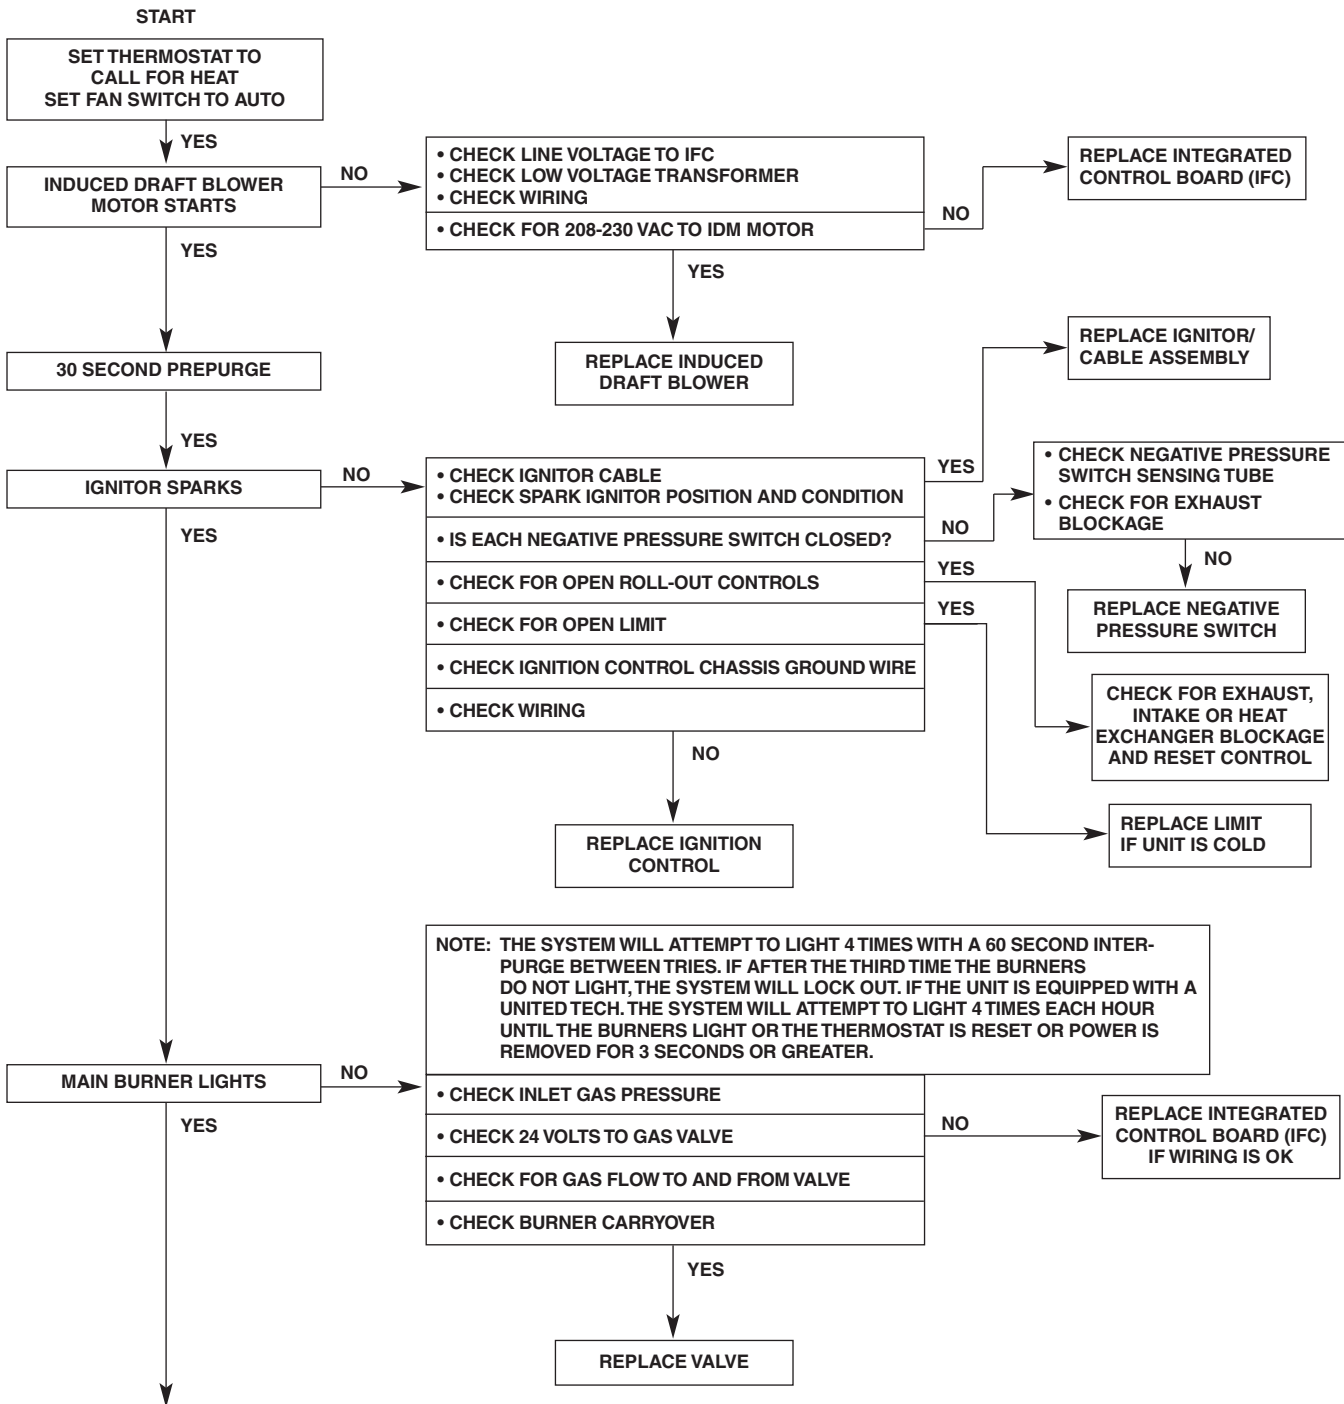 START
SET THERMOSTAT TO
CALL FOR HEAT
SET FAN SWITCH TO AUTO
YES
INDUCED DRAFT BLOWER
MOTOR STARTS
NO
• CHECK LINE VOLTAGE TO IFC
• CHECK LOW VOLTAGE TRANSFORMER
• CHECK WIRING
• CHECK FOR 208-230 VAC TO IDM MOTOR
NO
REPLACE INTEGRATED
CONTROL BOARD (IFC)
YES
REPLACE INDUCED
DRAFT BLOWER
YES
30 SECOND PREPURGE
YES
IGNITOR SPARKS
NO
• CHECK IGNITOR CABLE
• CHECK SPARK IGNITOR POSITION AND CONDITION
YES
REPLACE IGNITOR/
CABLE ASSEMBLY
• IS EACH NEGATIVE PRESSURE SWITCH CLOSED?
NO
• CHECK NEGATIVE PRESSURE
SWITCH SENSING TUBE
• CHECK FOR EXHAUST
BLOCKAGE
NO
REPLACE NEGATIVE
PRESSURE SWITCH
• CHECK FOR OPEN ROLL-OUT CONTROLS
YES
CHECK FOR EXHAUST,
INTAKE OR HEAT
EXCHANGER BLOCKAGE
AND RESET CONTROL
• CHECK FOR OPEN LIMIT
YES
REPLACE LIMIT
IF UNIT IS COLD
• CHECK IGNITION CONTROL CHASSIS GROUND WIRE
• CHECK WIRING
NO
REPLACE IGNITION
CONTROL
YES
NOTE: THE SYSTEM WILL ATTEMPT TO LIGHT 4 TIMES WITH A 60 SECOND INTER-
PURGE BETWEEN TRIES. IF AFTER THE THIRD TIME THE BURNERS
DO NOT LIGHT, THE SYSTEM WILL LOCK OUT. IF THE UNIT IS EQUIPPED WITH A
UNITED TECH. THE SYSTEM WILL ATTEMPT TO LIGHT 4 TIMES EACH HOUR
UNTIL THE BURNERS LIGHT OR THE THERMOSTAT IS RESET OR POWER IS
REMOVED FOR 3 SECONDS OR GREATER.
MAIN BURNER LIGHTS
NO
• CHECK INLET GAS PRESSURE
• CHECK 24 VOLTS TO GAS VALVE
NO
REPLACE INTEGRATED
CONTROL BOARD (IFC)
IF WIRING IS OK
• CHECK FOR GAS FLOW TO AND FROM VALVE
• CHECK BURNER CARRYOVER
YES
REPLACE VALVE
YES